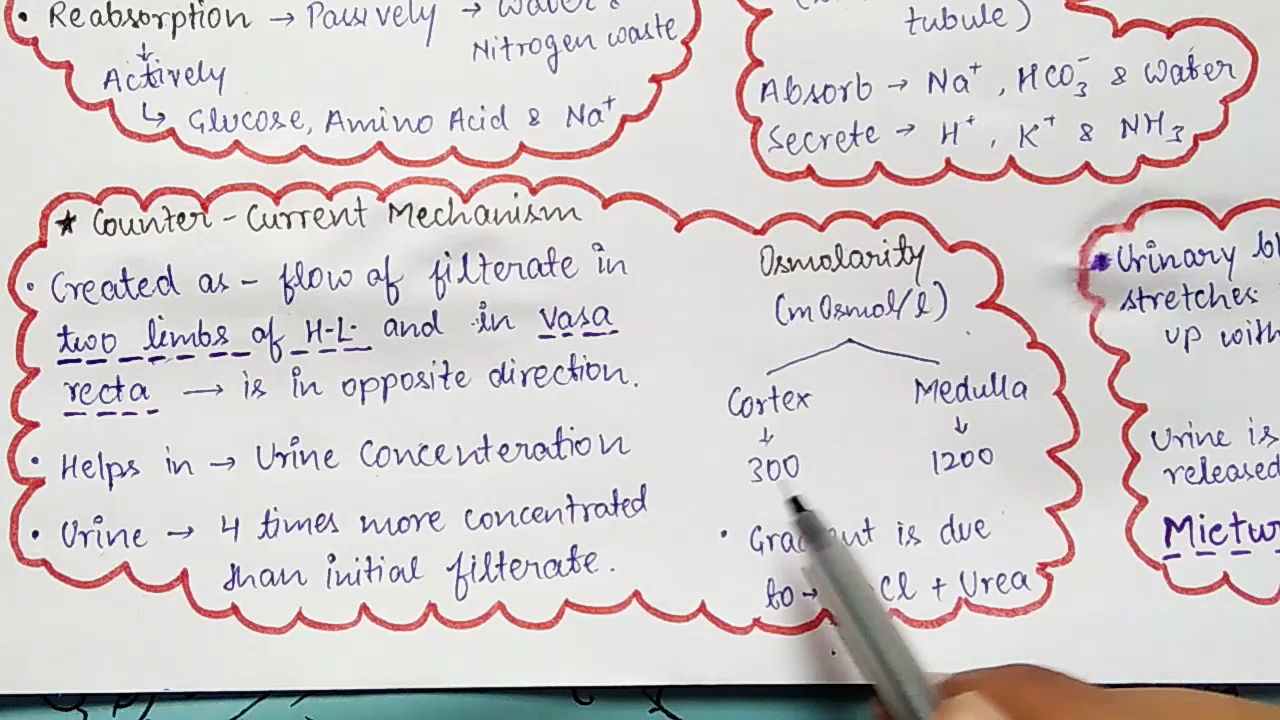 • Reabsorption → Passively → Water &
Nitrogen waste
↓
Actively
↳ Glucose, Amino Acid & Na⁺
tubule)
Absorb → Na⁺, HCO₃⁻ & Water
Secrete → H⁺, K⁺ & NH₃
★ Counter-Current Mechanism
• Created as – flow of filterate in
two limbs of H-L· and in vasa
recta → is in opposite direction.
• Helps in → Urine Concenteration
• Urine → 4 times more concentrated
than initial filterate.
Osmolarity
(mOsmol/l)
Cortex Medulla
↓ ↓
300 1200
• is due
to → Cl + Urea
Urinary
stretches
up with
Urine is
released